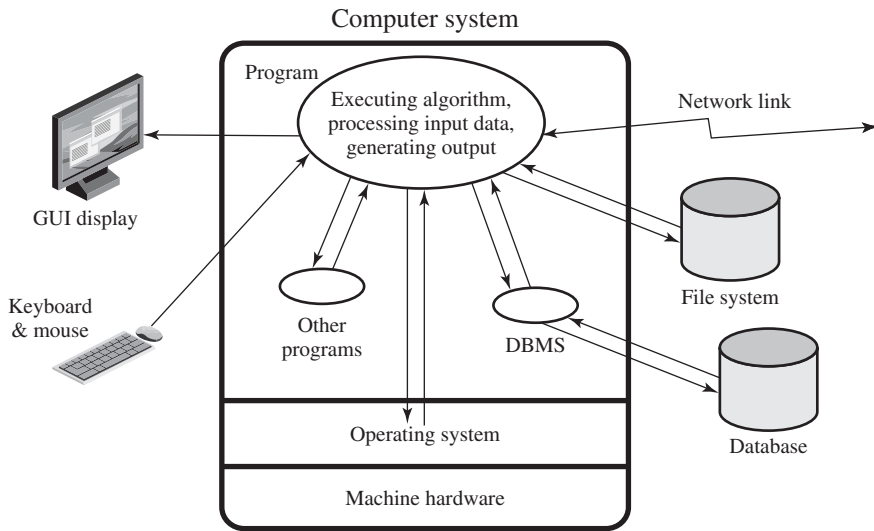 Computer system
Program
Executing algorithm,
processing input data,
generating output
Network link
GUI display
File system
Keyboard
& mouse
Other
programs
DBMS
Database
Operating system
Machine hardware